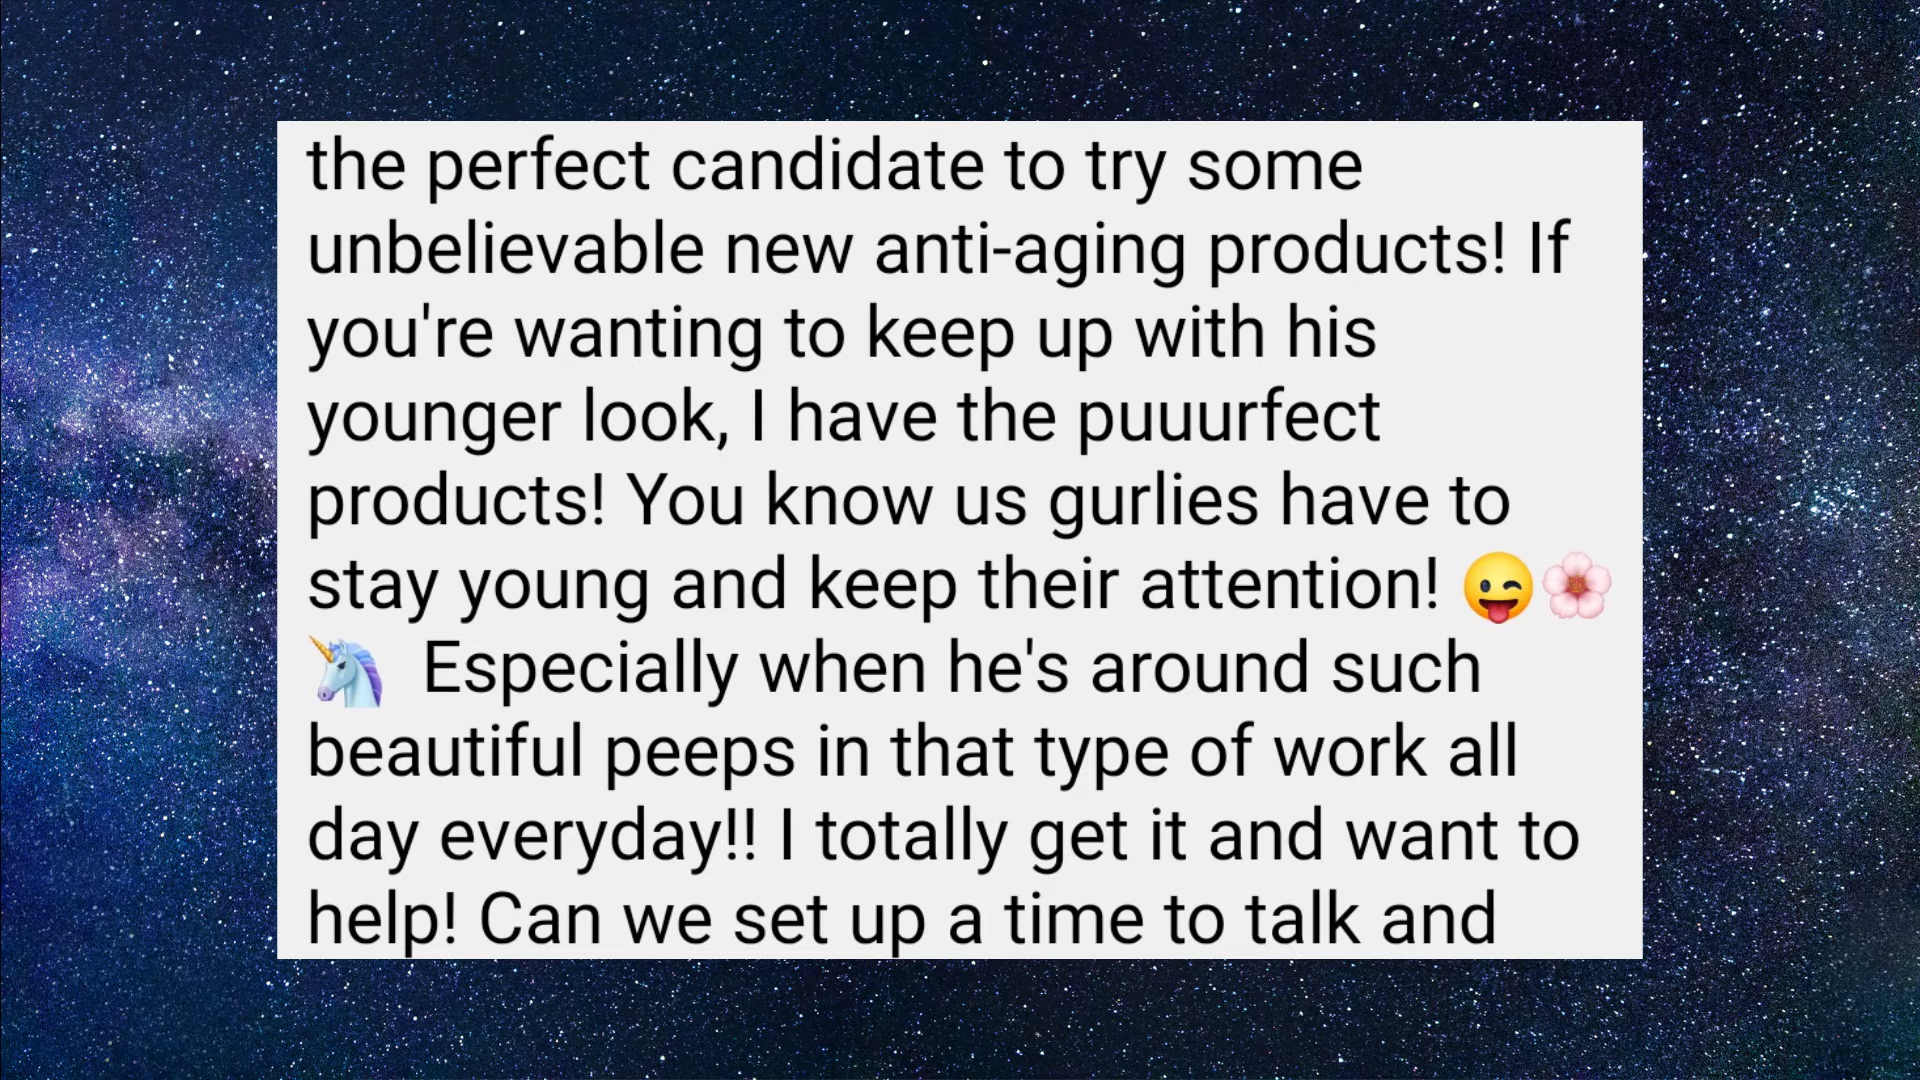 the perfect candidate to try some
unbelievable new anti-aging products! If
you're wanting to keep up with his
younger look, I have the puuurfect
products! You know us gurlies have to
stay young and keep their attention! 😜🌸
🦄 Especially when he's around such
beautiful peeps in that type of work all
day everyday!! I totally get it and want to
help! Can we set up a time to talk and